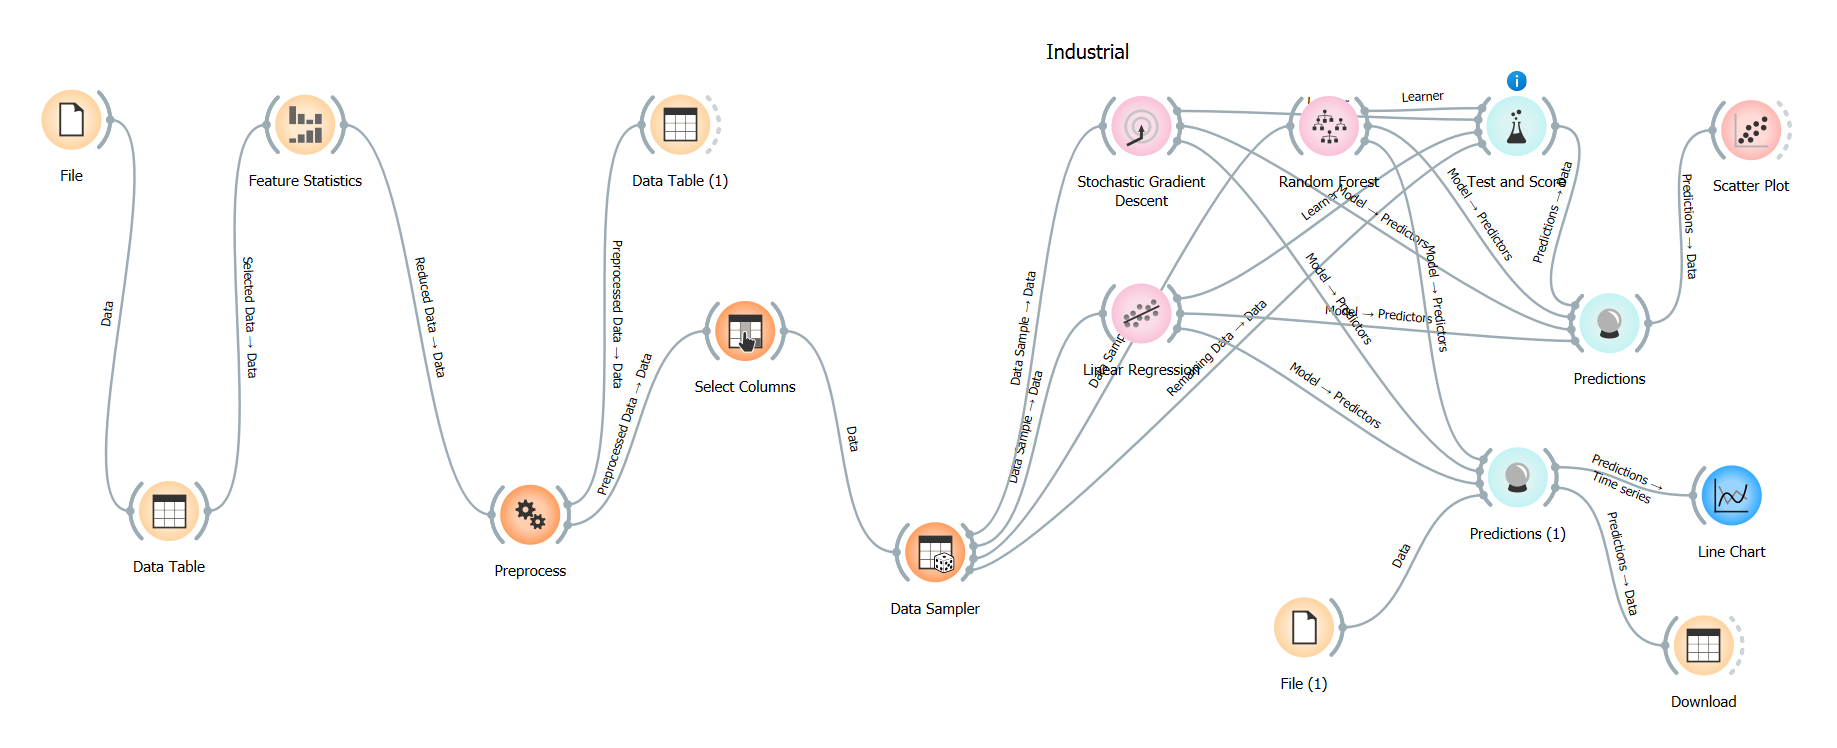 Industrial
File
Feature Statistics
Data Table (1)
Stochastic Gradient
Descent
Random Forest
Test and Score
Scatter Plot
Learner
Learner
Data
Selected Data → Data
Reduced Data → Data
Preprocessed Data → Data
Preprocessed Data → Data
Select Columns
Data
Data Sample → Data
Data Sample → Data
Data Sample
Remaining Data → Data
Linear Regression
Model → Predictors
Model → Predictors
Model → Predictors
Model → Predictors
Model → Predictors
Model → Predictors
Predictions → Data
Predictions → Data
Predictions
Data Table
Preprocess
Data Sampler
Predictions (1)
Predictions →
Time series
Line Chart
Data
Predictions → Data
File (1)
Download